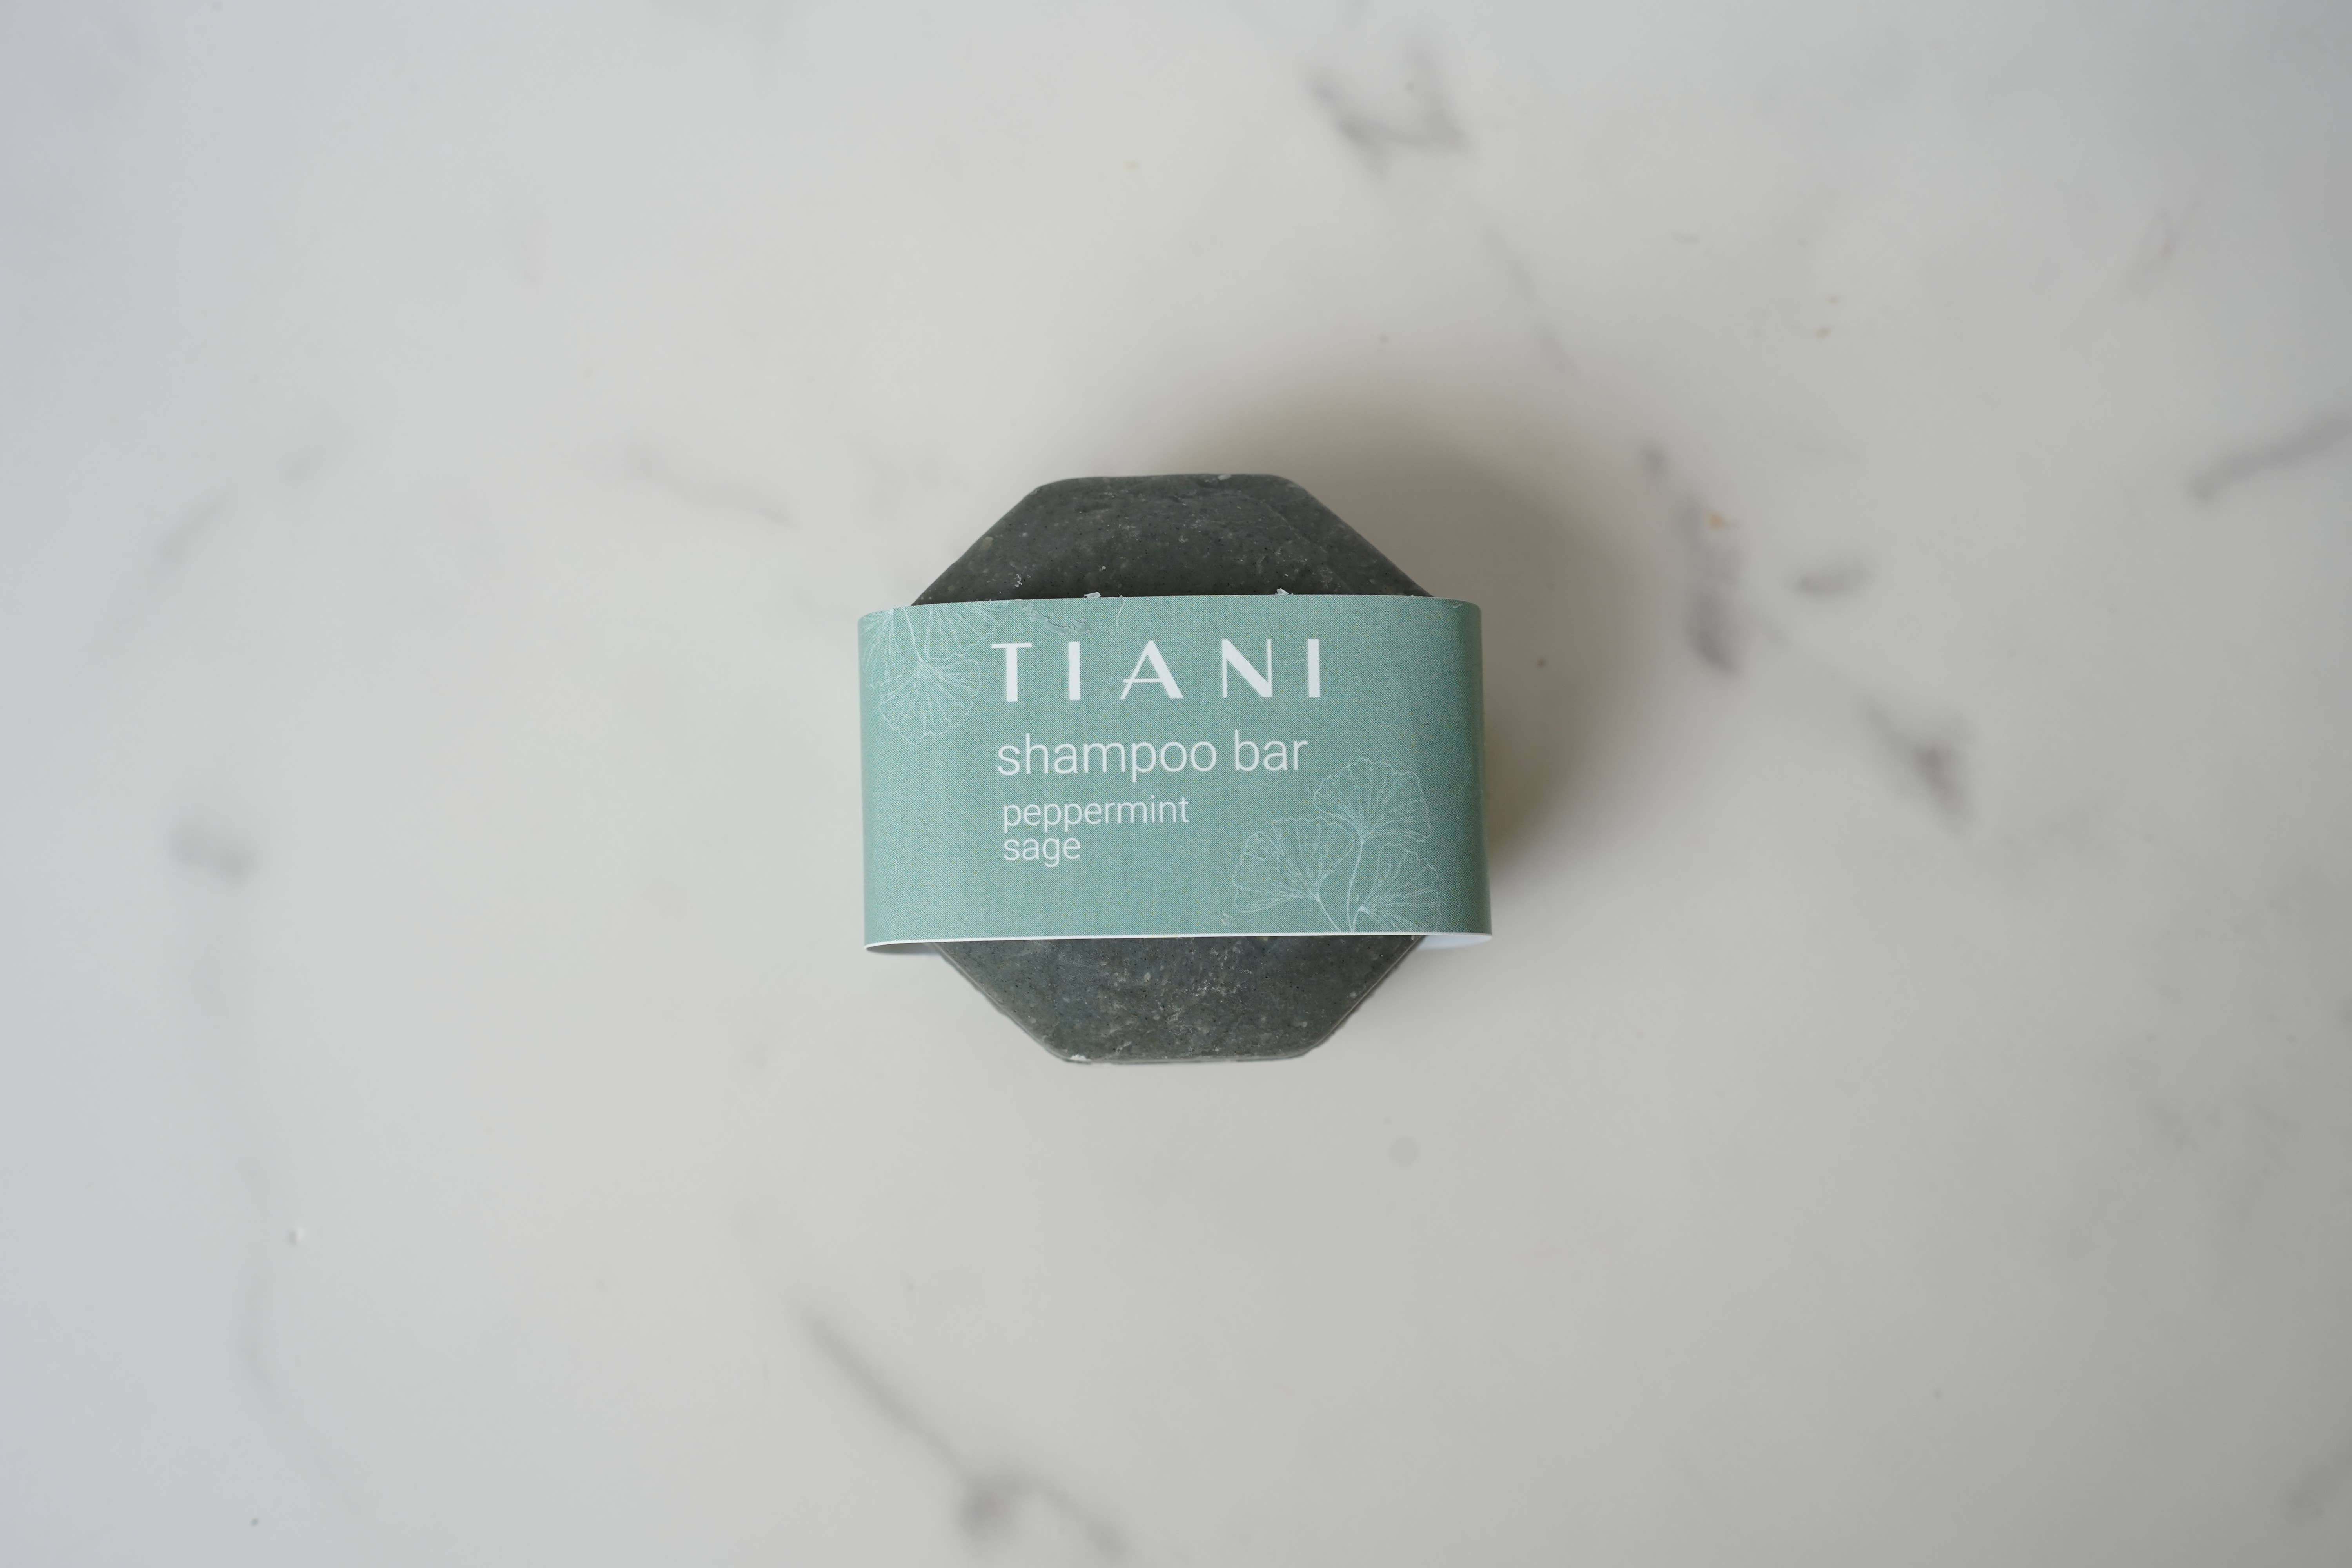 TIANI
shampoo bar
peppermint
sage